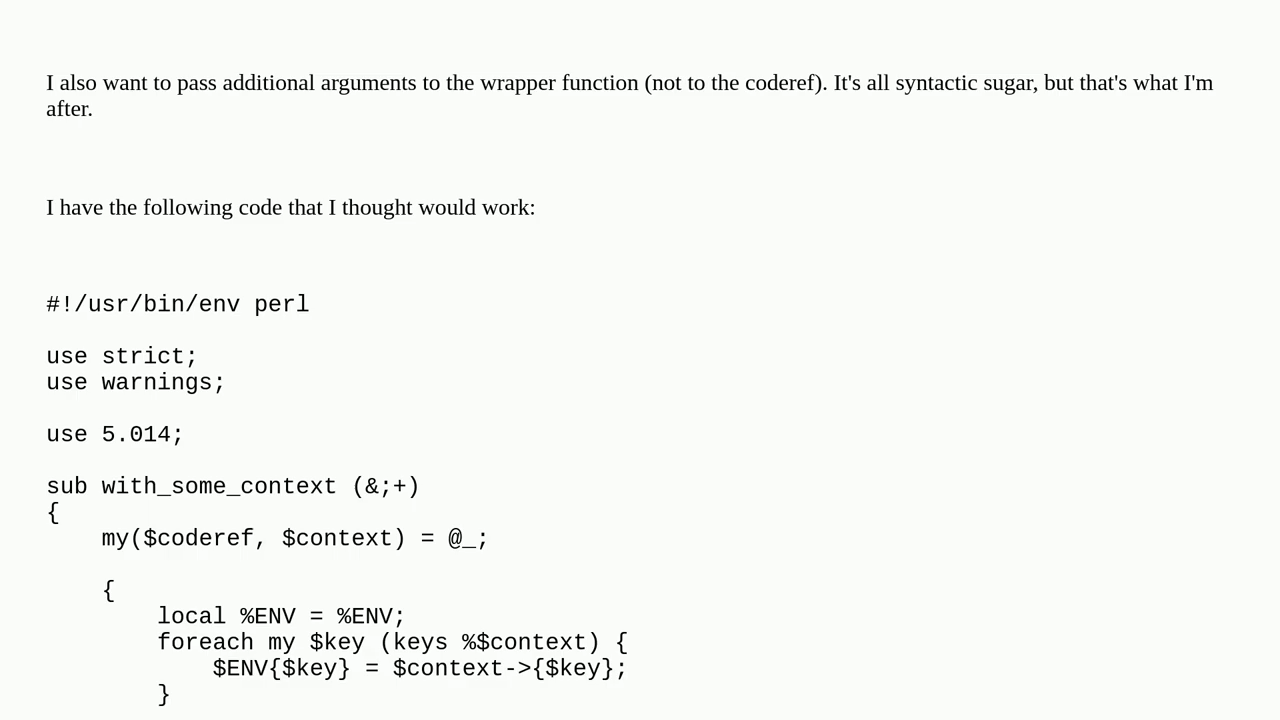 I also want to pass additional arguments to the wrapper function (not to the coderef). It's all syntactic sugar, but that's what I'm
after.
I have the following code that I thought would work:
#!/usr/bin/env perl
use strict;
use warnings;
use 5.014;
sub with_some_context (&;+)
{
    my($coderef, $context) = @_;
    {
        local %ENV = %ENV;
        foreach my $key (keys %$context) {
            $ENV{$key} = $context->{$key};
        }